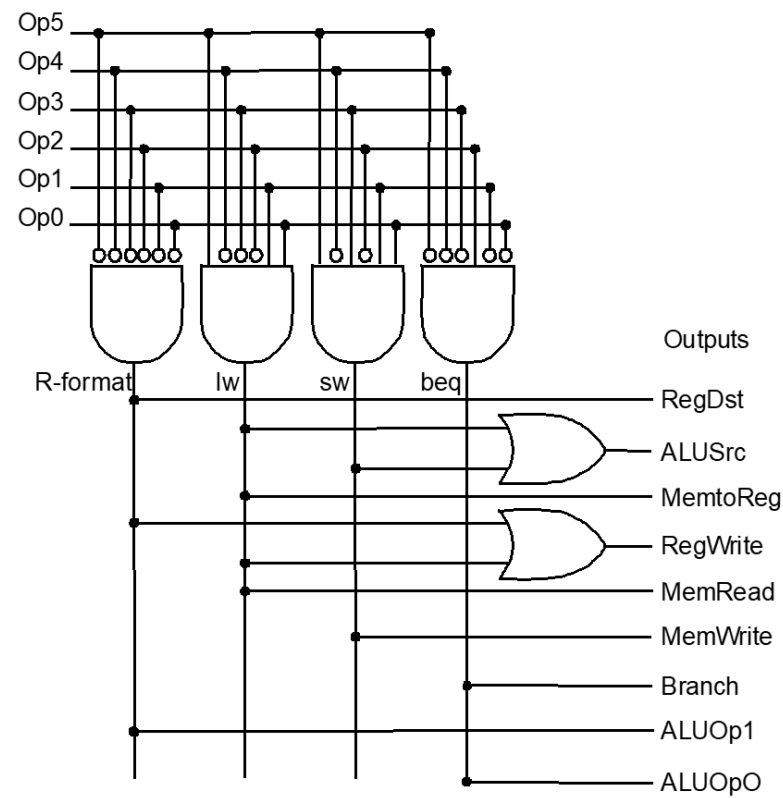 Op5
Op4
Op3
Op2
Op1
Op0
Outputs
R-format lw sw beq
RegDst
ALUSrc
MemtoReg
RegWrite
MemRead
MemWrite
Branch
ALUOp1
ALUOpO